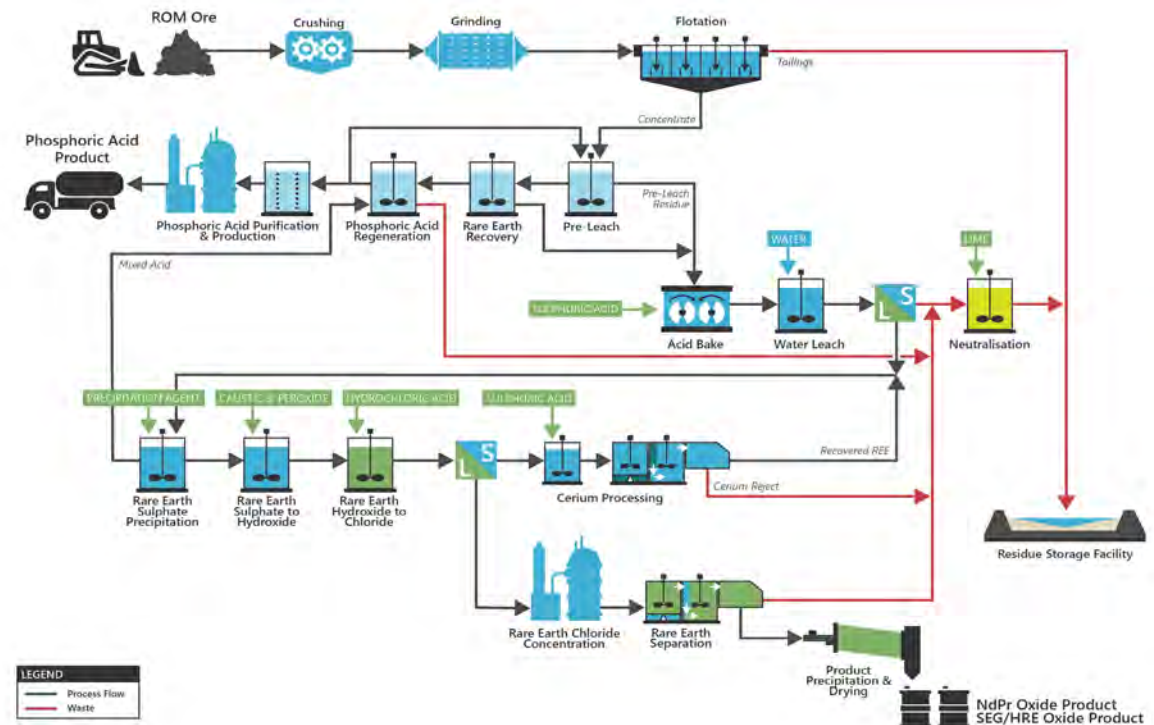 ROM Ore
Crushing
Grinding
Flotation
Tailings
Concentrate
Phosphoric Acid
Product
Pre-Leach
Residue
Phosphoric Acid Purification
& Production
Phosphoric Acid
Regeneration
Rare Earth
Recovery
Pre-Leach
WATER
LIME
Mixed Acid
SULPHURIC ACID
L
S
Acid Bake
Water Leach
Neutralisation
PRECIPITATION AGENT
CAUSTIC & PEROXIDE
HYDROCHLORIC ACID
SULPHURIC ACID
L
S
Recovered REE
Cerium Processing
Cerium Reject
Rare Earth
Sulphate
Precipitation
Rare Earth
Sulphate to
Hydroxide
Rare Earth
Hydroxide to
Chloride
Residue Storage Facility
Rare Earth Chloride
Concentration
Rare Earth
Separation
Product
Precipitation &
Drying
LEGEND
Process Flow
Waste
NdPr Oxide Product
SEG/HRE Oxide Product